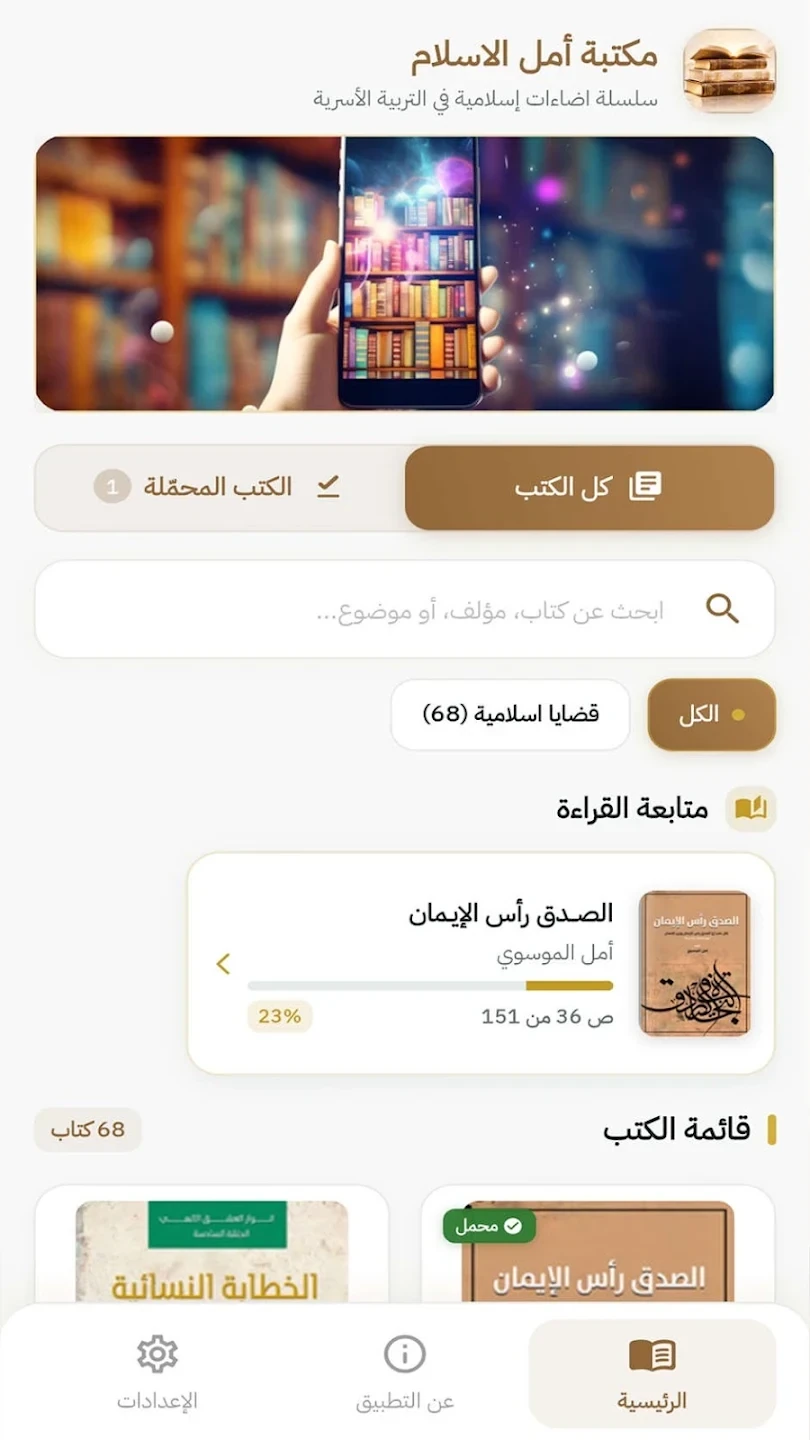 مكتبة أمل الاسلام
سلسلة اضاءات إسلامية في التربية الأسرية
كل الكتب
الكتب المحمّلة 1
ابحث عن كتاب، مؤلف، أو موضوع...
الكل
قضايا اسلامية (68)
متابعة القراءة
الصدق رأس الإيمان
الصـدق رأس الإيـمان
أمل الموسوي
ص 36 من 151
23%
قائمة الكتب
68 كتاب
محمل
الصدق رأس الإيمان
الخطابة النسائية
الرئيسية
عن التطبيق
الإعدادات